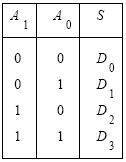 A₁ A₀ S
0 0 D₀
0 1 D₁
1 0 D₂
1 1 D₃